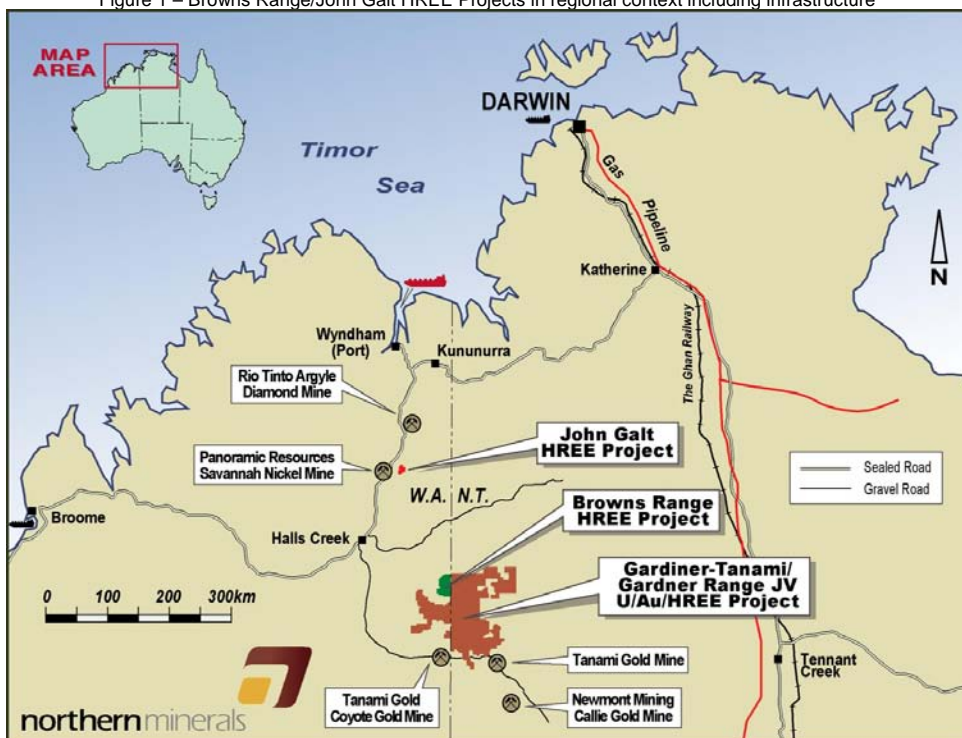 Figure 1 – Browns Range/John Galt HREE Projects in regional context including infrastructure
MAP
AREA
DARWIN
Timor
Sea
Gas
Pipeline
Katherine
N
Wyndham
(Port)
Kununurra
The Ghan Railway
Rio Tinto Argyle
Diamond Mine
John Galt
HREE Project
Panoramic Resources
Savannah Nickel Mine
Sealed Road
Gravel Road
W.A. N.T.
Browns Range
HREE Project
Broome
Halls Creek
Gardiner-Tanami/
Gardner Range JV
U/Au/HREE Project
0 100 200 300km
Tanami Gold Mine
Tennant
Creek
Tanami Gold
Coyote Gold Mine
Newmont Mining
Callie Gold Mine
northernminerals